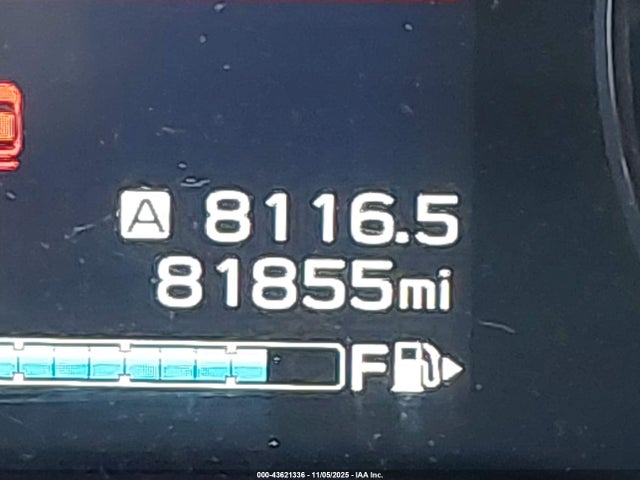 A 8116.5
81855mi
F
000-43621336 - 11/05/2025 - IAA Inc.